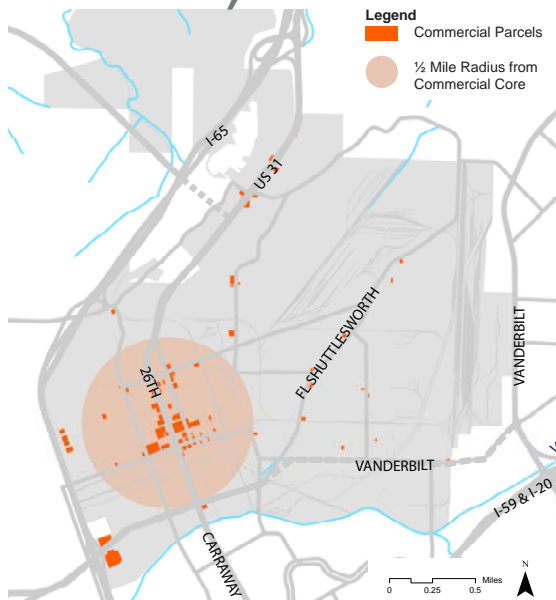 Legend
Commercial Parcels
½ Mile Radius from
Commercial Core
I-65
US 31
VANDERBILT
FL SHUTTLESWORTH
26TH
VANDERBILT
I-59 & I-20
CARRAWAY
N
Miles
0 0.25 0.5